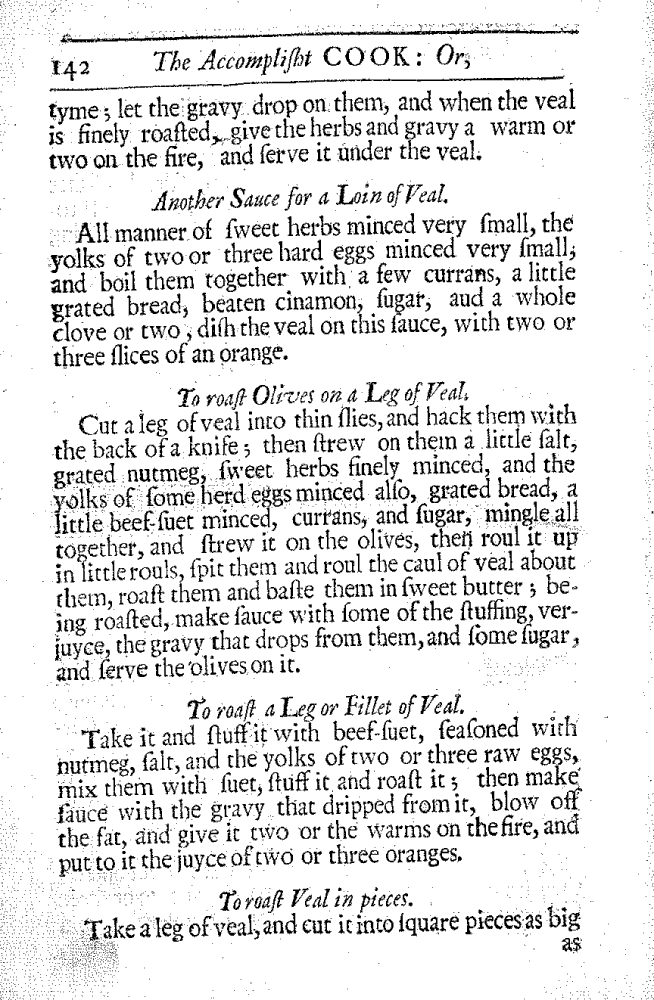 142 The Accompliſht COOK: Or,
tyme; let the gravy drop on them, and when the veal
is finely roaſted, give the herbs and gravy a warm or
two on the fire, and ſerve it under the veal.
Another Sauce for a Loin of Veal.
All manner of ſweet herbs minced very ſmall, the
yolks of two or three hard eggs minced very ſmall,
and boil them together with a few currans, a little
grated bread, beaten cinamon, ſugar, aud a whole
clove or two, diſh the veal on this ſauce, with two or
three ſlices of an orange.
To roaſt Olives on a Leg of Veal.
Cut a leg of veal into thin ſlies, and hack them with
the back of a knife; then ſtrew on them a little ſalt,
grated nutmeg, ſweet herbs finely minced, and the
yolks of ſome herd eggs minced alſo, grated bread, a
little beef-ſuet minced, currans, and ſugar, mingle all
together, and ſtrew it on the olives, then roul it up
in little rouls, ſpit them and roul the caul of veal about
them, roaſt them and baſte them in ſweet butter; be-
ing roaſted, make ſauce with ſome of the ſtuffing, ver-
juyce, the gravy that drops from them, and ſome ſugar,
and ſerve the olives on it.
To roaſt a Leg or Fillet of Veal.
Take it and ſtuff it with beef-ſuet, ſeaſoned with
nutmeg, ſalt, and the yolks of two or three raw eggs,
mix them with ſuet, ſtuff it and roaſt it; then make
ſauce with the gravy that dripped from it, blow off
the fat, and give it two or the warms on the fire, and
put to it the juyce of two or three oranges.
To roaſt Veal in pieces.
Take a leg of veal, and cut it into ſquare pieces as big
as